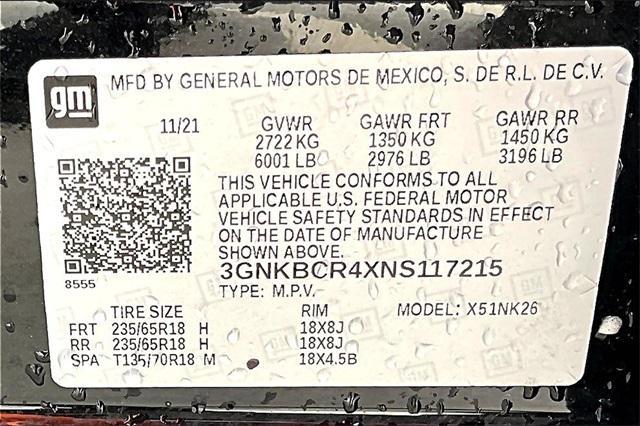 gm
MFD BY GENERAL MOTORS DE MEXICO, S. DE R.L. DE C.V.
11/21 GVWR GAWR FRT GAWR RR
2722 KG 1350 KG 1450 KG
6001 LB 2976 LB 3196 LB
THIS VEHICLE CONFORMS TO ALL
APPLICABLE U.S. FEDERAL MOTOR
VEHICLE SAFETY STANDARDS IN EFFECT
ON THE DATE OF MANUFACTURE
SHOWN ABOVE.
3GNKBCR4XNS117215
8555
TYPE: M.P.V.
TIRE SIZE RIM MODEL: X51NK26
FRT 235/65R18 H 18X8J
RR 235/65R18 H 18X8J
SPA T135/70R18 M 18X4.5B